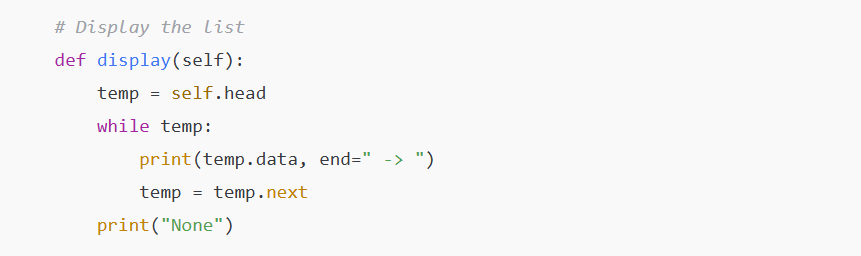 # Display the list
def display(self):
    temp = self.head
    while temp:
        print(temp.data, end=" -> ")
        temp = temp.next
    print("None")